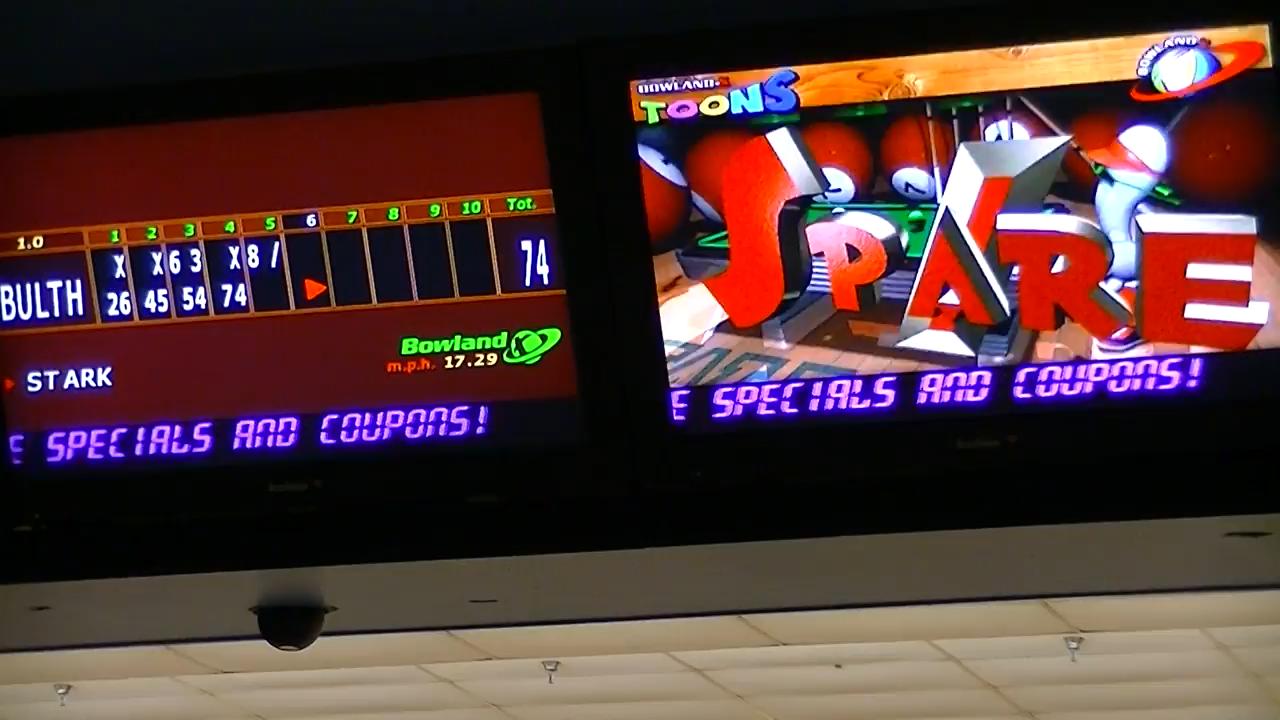 1.0 1 2 3 4 5 6 7 8 9 10 Tot.
X X 6 3 X 8 /
BULTH 26 45 54 74 74
Bowland
m.p.h. 17.29
STARK
E SPECIALS AND COUPONS!
BOWLAND
TOONS
BOWLAND
SPARE
E SPECIALS AND COUPONS!